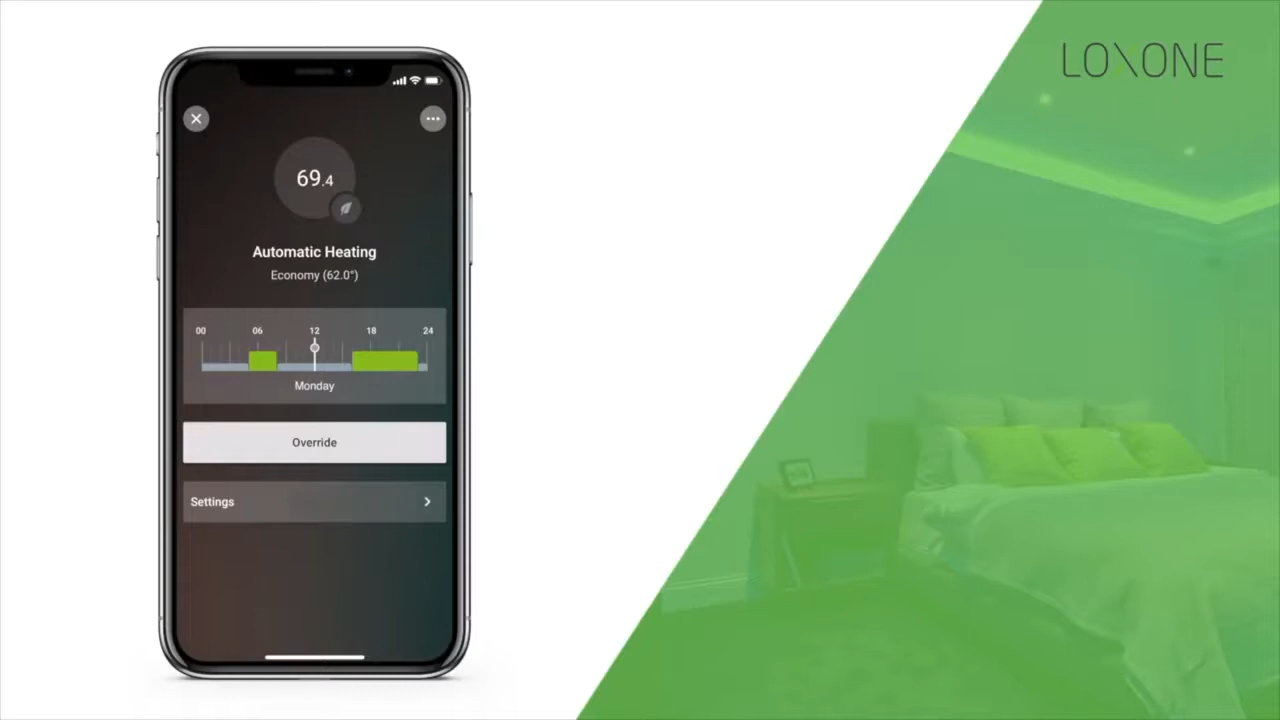 LOXONE
69.4
Automatic Heating
Economy (62.0°)
00 06 12 18 24
Monday
Override
Settings